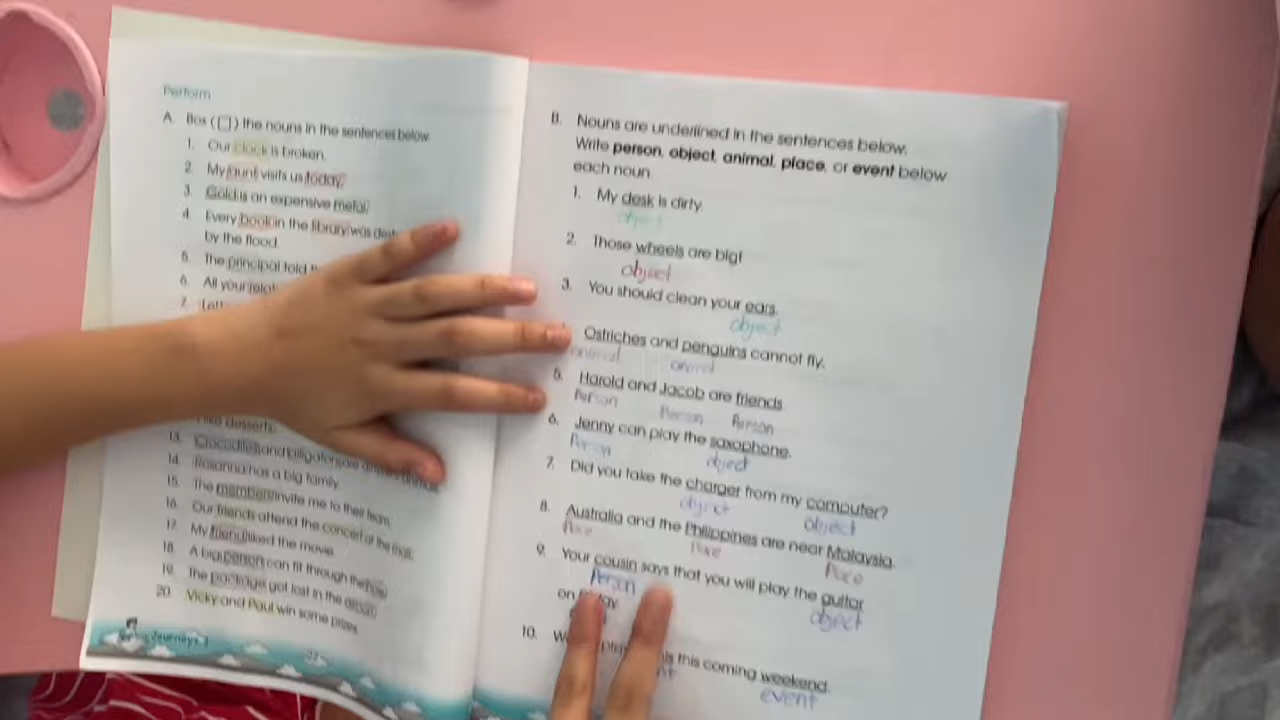 Perform
A. Box (□) the nouns in the sentences below.
1. Our clock is broken.
2. My aunt visits us today.
3. Gold is an expensive metal.
4. Every book in the library was
by the flood.
5. The principal told
6. All your
7.
like desserts.
13. Crocodiles and alligators are
14. Rosanna has a big family.
15. The members invite me to their team.
16. Our friends attend the concert at the mall.
17. My friend liked the movie.
18. A big person can fit through the hole
19. The package got lost in the
20. Vicky and Paul win some prizes.
Journeys 1
22
B. Nouns are underlined in the sentences below.
Write person, object, animal, place, or event below
each noun.
1. My desk is dirty.
object
2. Those wheels are big!
object
3. You should clean your ears.
object
Ostriches and penguins cannot fly.
animal animal
5. Harold and Jacob are friends.
Person Person Person
6. Jenny can play the saxophone.
Person object
7. Did you take the charger from my computer?
object object
8. Australia and the Philippines are near Malaysia.
Place Place Place
9. Your cousin says that you will play the guitar
Person object
on
10. this coming weekend.
event